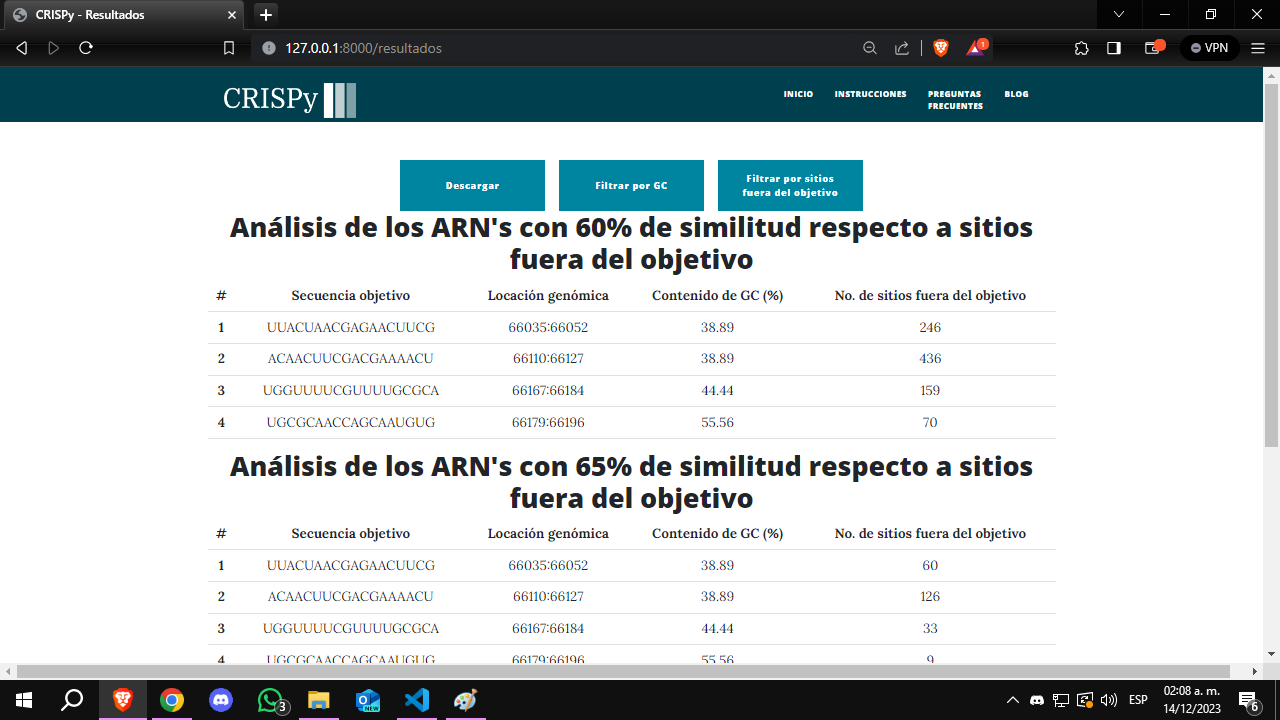 CRISPy - Resultados
127.0.0.1:8000/resultados
1
VPN
CRISPy
INICIO INSTRUCCIONES PREGUNTAS FRECUENTES BLOG
Descargar
Filtrar por GC
Filtrar por sitios
fuera del objetivo
Análisis de los ARN's con 60% de similitud respecto a sitios
fuera del objetivo
# Secuencia objetivo Locación genómica Contenido de GC (%) No. de sitios fuera del objetivo
1 UUACUAACGAGAACUUCG 66035:66052 38.89 246
2 ACAACUUCGACGAAAACU 66110:66127 38.89 436
3 UGGUUUUCGUUUUGCGCA 66167:66184 44.44 159
4 UGCGCAACCAGCAAUGUG 66179:66196 55.56 70
Análisis de los ARN's con 65% de similitud respecto a sitios
fuera del objetivo
# Secuencia objetivo Locación genómica Contenido de GC (%) No. de sitios fuera del objetivo
1 UUACUAACGAGAACUUCG 66035:66052 38.89 60
2 ACAACUUCGACGAAAACU 66110:66127 38.89 126
3 UGGUUUUCGUUUUGCGCA 66167:66184 44.44 33
4 UGCGCAACCAGCAAUGUG 66179:66196 55.56 9
3
NEW
ESP
02:08 a. m.
14/12/2023
6